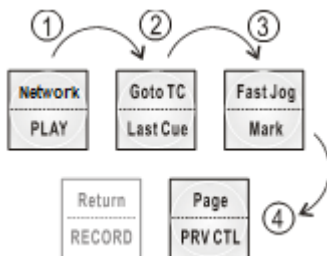 1 2 3
Network Goto TC Fast Jog
PLAY Last Cue Mark
Return Page 4
RECORD PRV CTL